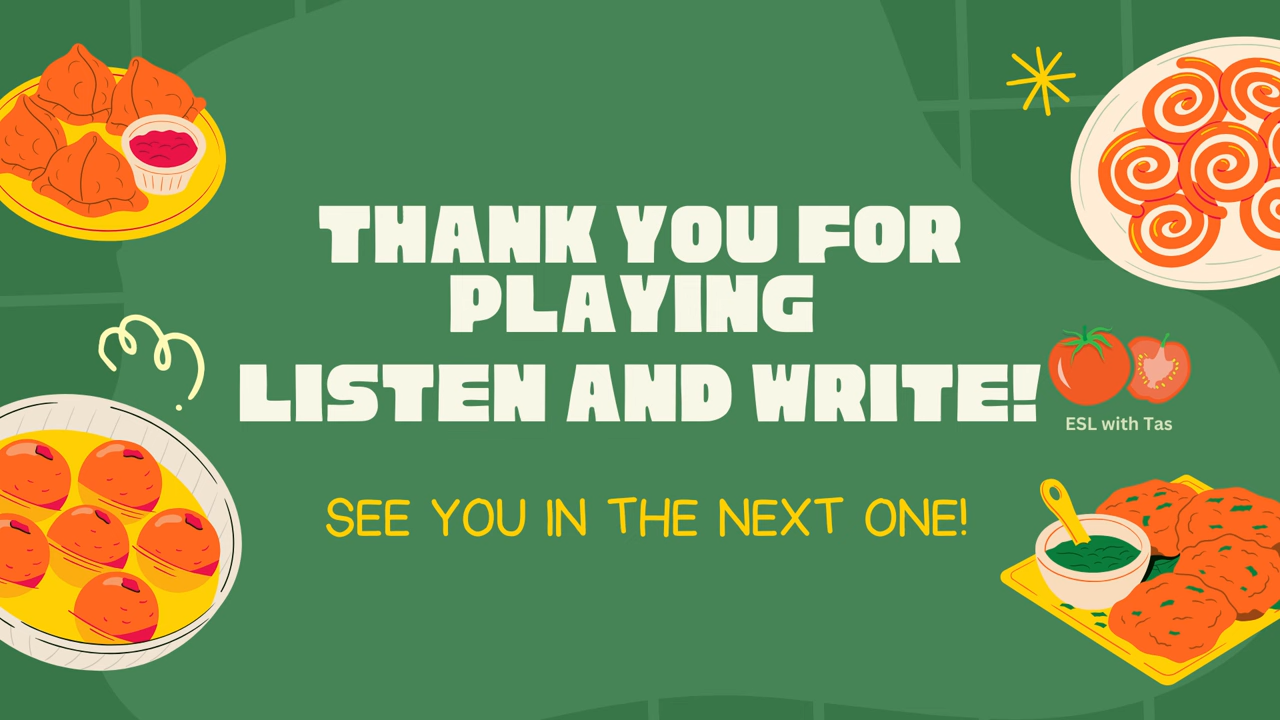 THANK YOU FOR
PLAYING
LISTEN AND WRITE!
ESL with Tas
SEE YOU IN THE NEXT ONE!